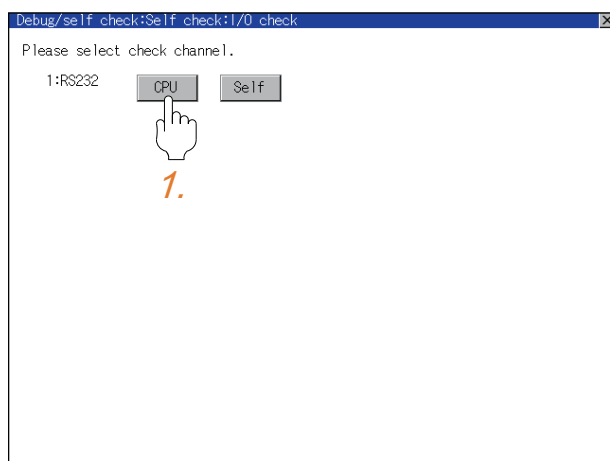 Debug/self check:Self check:I/O check
Please select check channel.
1:RS232 CPU Self
1.